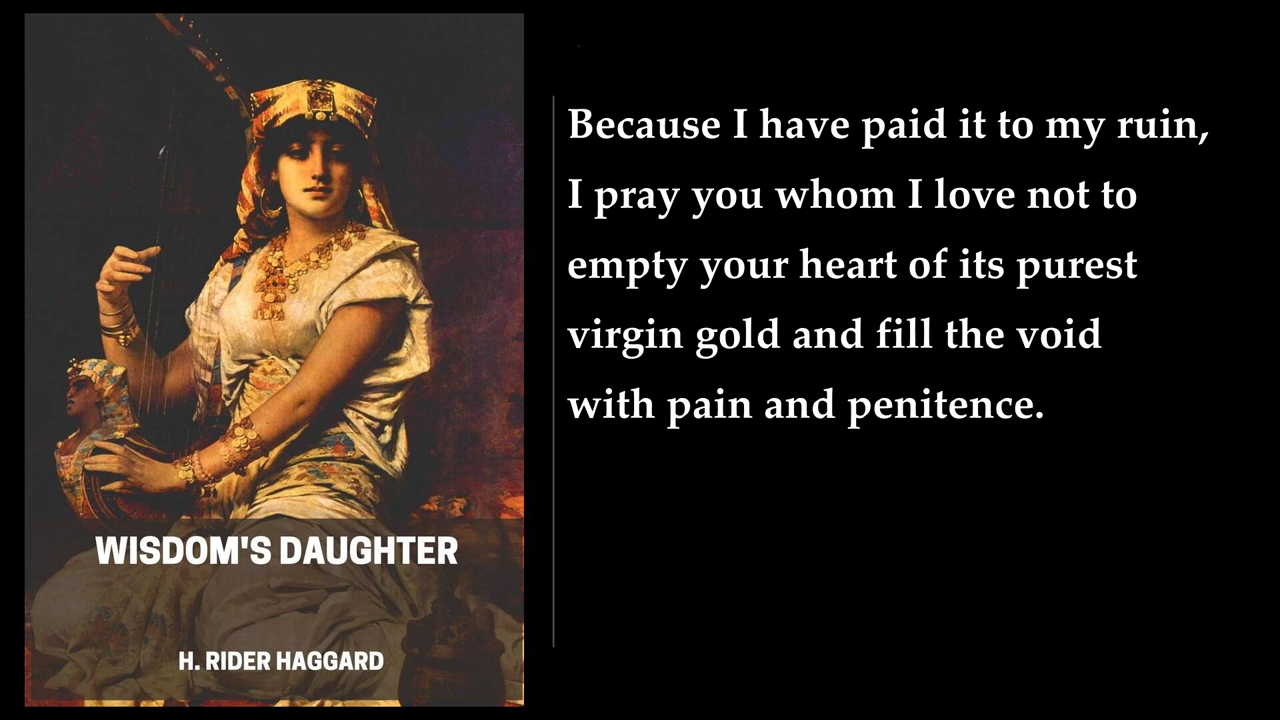 WISDOM'S DAUGHTER
H. RIDER HAGGARD
Because I have paid it to my ruin,
I pray you whom I love not to
empty your heart of its purest
virgin gold and fill the void
with pain and penitence.